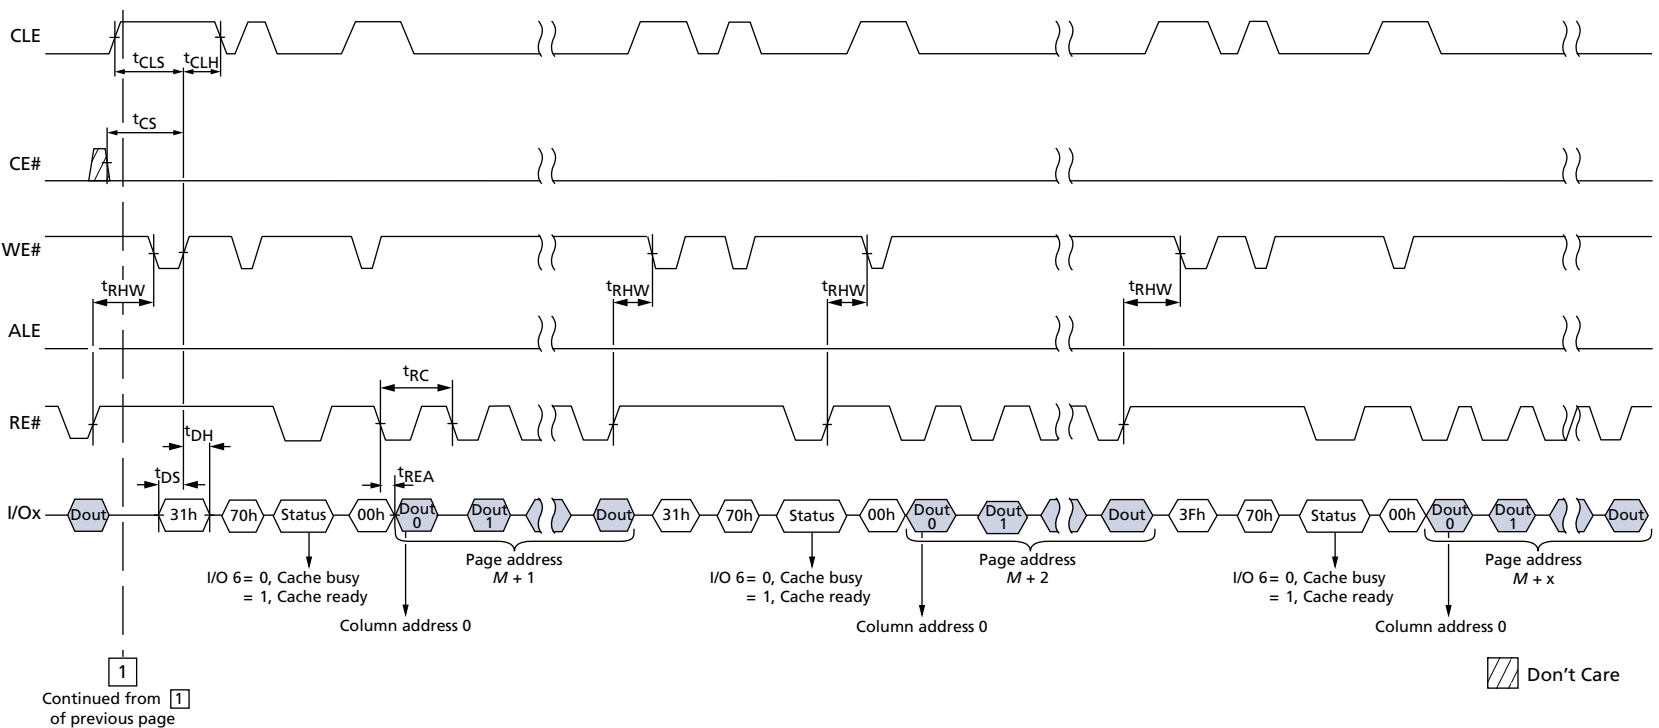 CLE
tCLS tCLH
tCS
CE#
WE#
tRHW tRHW tRHW tRHW
ALE
tRC
RE#
tDH
tDS tREA
I/Ox Dout 31h 70h Status 00h Dout 0 Dout 1 Dout 31h 70h Status 00h Dout 0 Dout 1 Dout 3Fh 70h Status 00h Dout 0 Dout 1 Dout
Page address Page address Page address
M + 1 M + 2 M + x
I/O 6 = 0, Cache busy I/O 6 = 0, Cache busy I/O 6 = 0, Cache busy
= 1, Cache ready = 1, Cache ready = 1, Cache ready
Column address 0 Column address 0 Column address 0
1
Don't Care
Continued from 1
of previous page